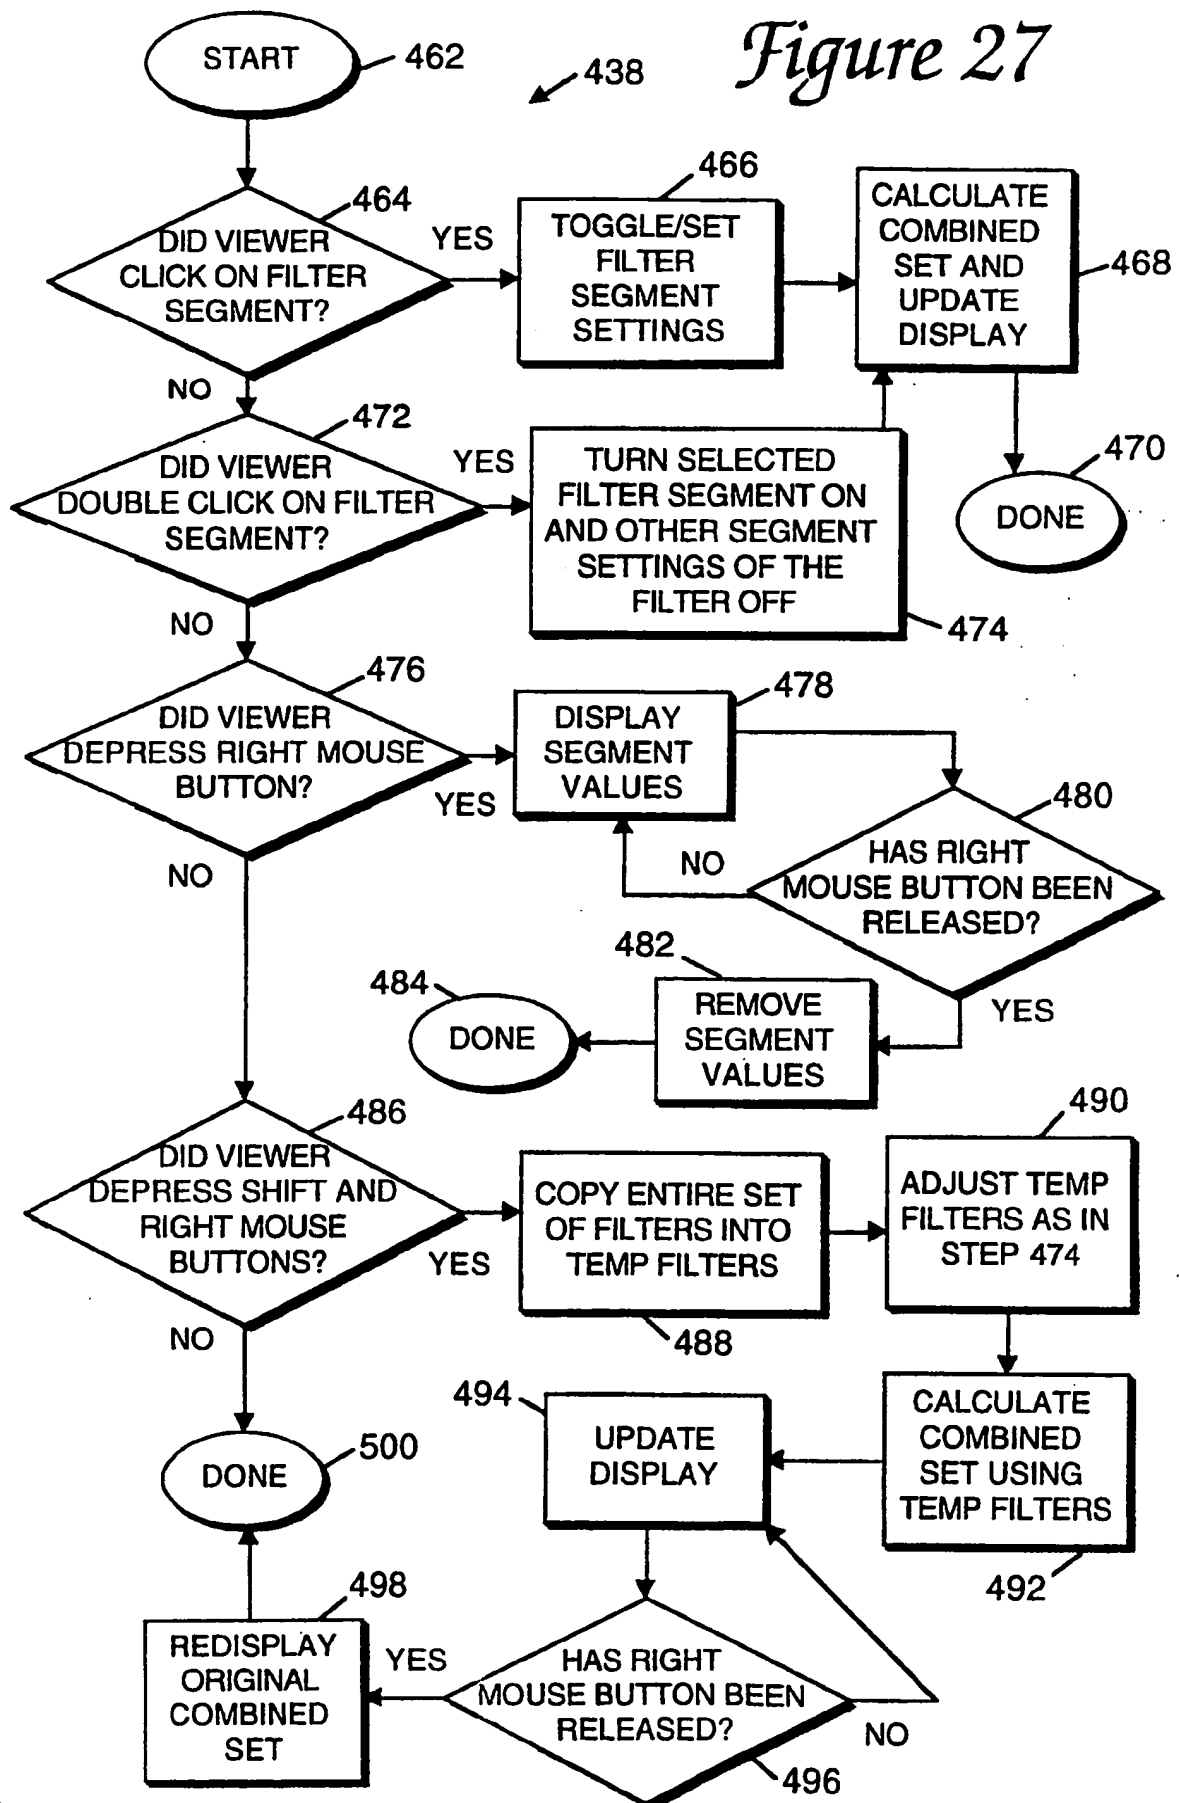 Figure 27
START
462
438
464
DID VIEWER
CLICK ON FILTER
SEGMENT?
YES
NO
466
TOGGLE/SET
FILTER
SEGMENT
SETTINGS
CALCULATE
COMBINED
SET AND
UPDATE
DISPLAY
468
470
DONE
472
DID VIEWER
DOUBLE CLICK ON FILTER
SEGMENT?
YES
NO
TURN SELECTED
FILTER SEGMENT ON
AND OTHER SEGMENT
SETTINGS OF THE
FILTER OFF
474
476
DID VIEWER
DEPRESS RIGHT MOUSE
BUTTON?
YES
NO
478
DISPLAY
SEGMENT
VALUES
480
HAS RIGHT
MOUSE BUTTON BEEN
RELEASED?
NO
YES
482
REMOVE
SEGMENT
VALUES
484
DONE
486
DID VIEWER
DEPRESS SHIFT AND
RIGHT MOUSE
BUTTONS?
YES
NO
COPY ENTIRE SET
OF FILTERS INTO
TEMP FILTERS
488
490
ADJUST TEMP
FILTERS AS IN
STEP 474
CALCULATE
COMBINED
SET USING
TEMP FILTERS
492
494
UPDATE
DISPLAY
HAS RIGHT
MOUSE BUTTON BEEN
RELEASED?
496
NO
YES
498
REDISPLAY
ORIGINAL
COMBINED
SET
500
DONE